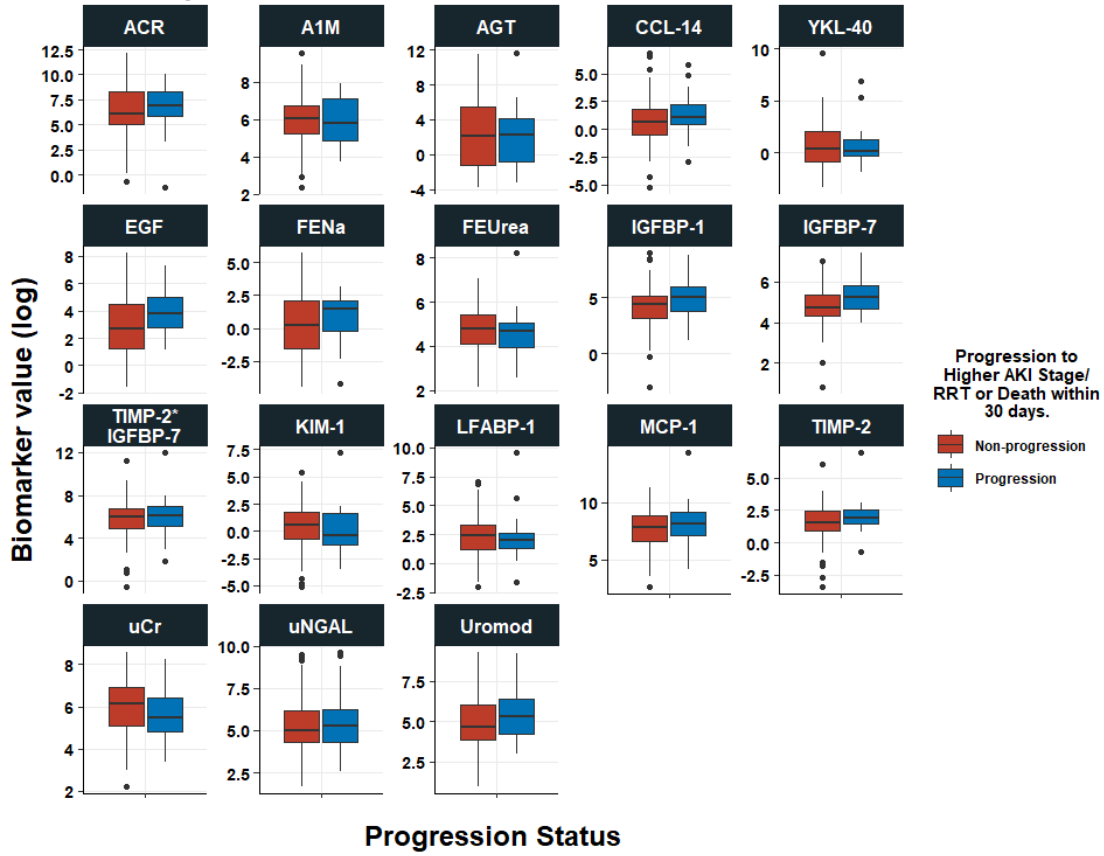 ACR
A1M
AGT
CCL-14
YKL-40
12.5
10.0
7.5
5.0
2.5
0.0
8
6
4
2
12
8
4
0
-4
5.0
2.5
0.0
-2.5
-5.0
10
5
0
EGF
FENa
FEUrea
IGFBP-1
IGFBP-7
8
6
4
2
0
-2
5.0
2.5
0.0
-2.5
8
6
4
2
5
0
6
4
2
TIMP-2*
IGFBP-7
KIM-1
LFABP-1
MCP-1
TIMP-2
12
8
4
0
7.5
5.0
2.5
0.0
-2.5
-5.0
10.0
7.5
5.0
2.5
0.0
-2.5
10
5
5.0
2.5
0.0
-2.5
uCr
uNGAL
Uromod
8
6
4
2
10.0
7.5
5.0
2.5
7.5
5.0
2.5
Biomarker value (log)
Progression Status
Progression to
Higher AKI Stage/
RRT or Death within
30 days.
Non-progression
Progression